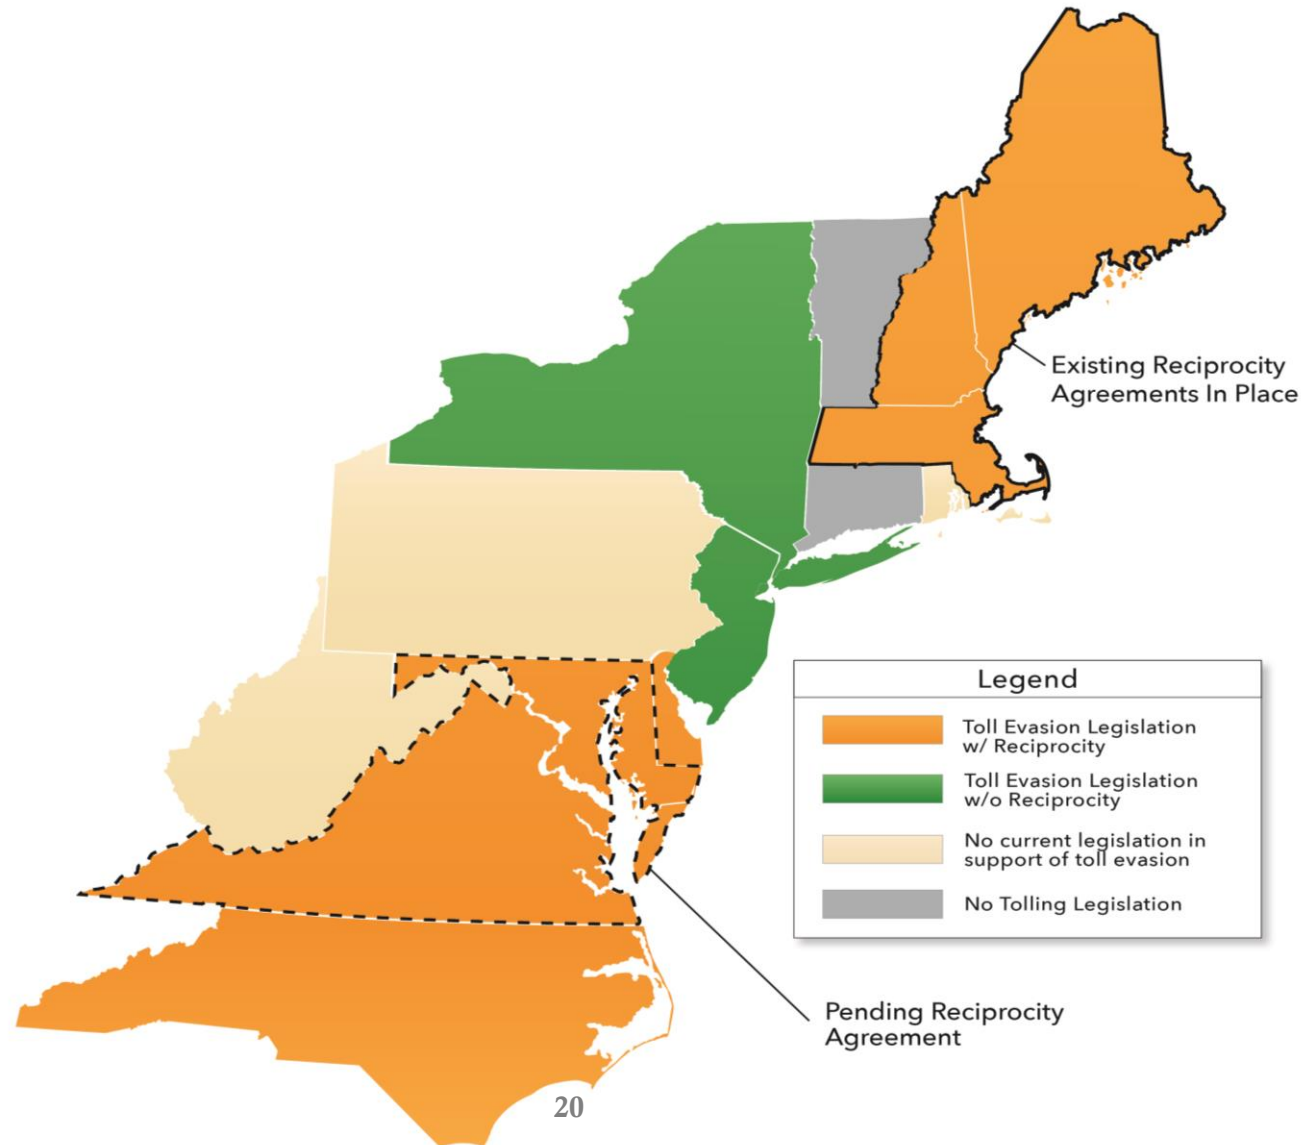 Existing Reciprocity
Agreements In Place
Legend
Toll Evasion Legislation
w/ Reciprocity
Toll Evasion Legislation
w/o Reciprocity
No current legislation in
support of toll evasion
No Tolling Legislation
Pending Reciprocity
Agreement
20